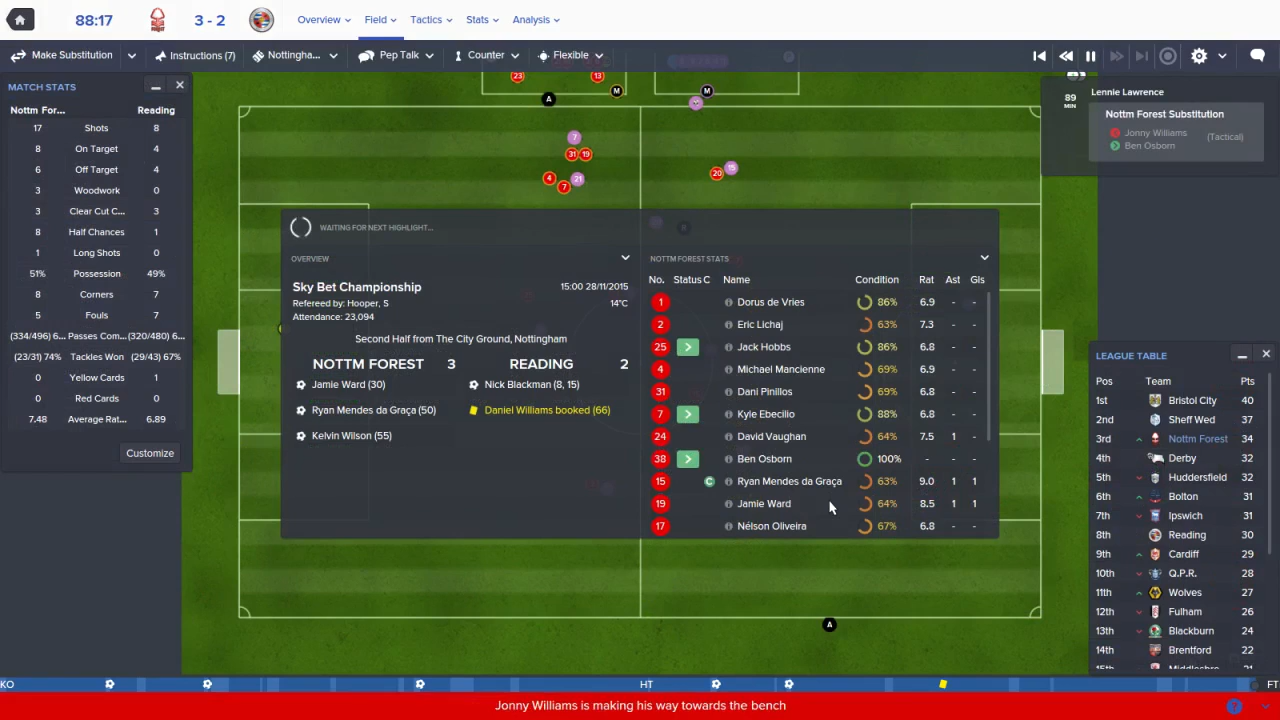 88:17 3 - 2 Overview Field Tactics Stats Analysis
Make Substitution Instructions (7) Nottingha... Pep Talk Counter Flexible
MATCH STATS
Nottm For... Reading
17 Shots 8
8 On Target 4
6 Off Target 4
3 Woodwork 0
3 Clear Cut C... 3
8 Half Chances 1
1 Long Shots 0
51% Possession 49%
8 Corners 7
5 Fouls 7
(334/496) 6... Passes Com... (320/480) 6...
(23/31) 74% Tackles Won (29/43) 67%
0 Yellow Cards 1
0 Red Cards 0
7.48 Average Rat... 6.89
Customize
23 13
A M M
7
31 19
4 7 21
20 15
89
MIN
Lennie Lawrence
Nottm Forest Substitution
Jonny Williams
Ben Osborn
(Tactical)
WAITING FOR NEXT HIGHLIGHT...
OVERVIEW
Sky Bet Championship 15:00 28/11/2015
Refereed by: Hooper, S 14°C
Attendance: 23,094
Second Half from The City Ground, Nottingham
NOTTM FOREST 3 READING 2
Jamie Ward (30) Nick Blackman (8, 15)
Ryan Mendes da Graça (50) Daniel Williams booked (66)
Kelvin Wilson (55)
NOTTM FOREST STATS
No. Status C Name Condition Rat Ast Gls
1 Dorus de Vries 86% 6.9 - -
2 Eric Lichaj 63% 7.3 - -
25 Jack Hobbs 86% 6.8 - -
4 Michael Mancienne 69% 6.9 - -
31 Dani Pinillos 69% 6.8 - -
7 Kyle Ebecilio 88% 6.8 - -
24 David Vaughan 64% 7.5 1 -
38 Ben Osborn 100% - - -
15 C Ryan Mendes da Graça 63% 9.0 1 1
19 Jamie Ward 64% 8.5 1 1
17 Nélson Oliveira 67% 6.8 - -
A
LEAGUE TABLE
Pos Team Pts
1st Bristol City 40
2nd Sheff Wed 37
3rd Nottm Forest 34
4th Derby 32
5th Huddersfield 32
6th Bolton 31
7th Ipswich 31
8th Reading 30
9th Cardiff 29
10th Q.P.R. 28
11th Wolves 27
12th Fulham 26
13th Blackburn 24
14th Brentford 22
15th Middlesbro 21
KO HT FT
Jonny Williams is making his way towards the bench
?